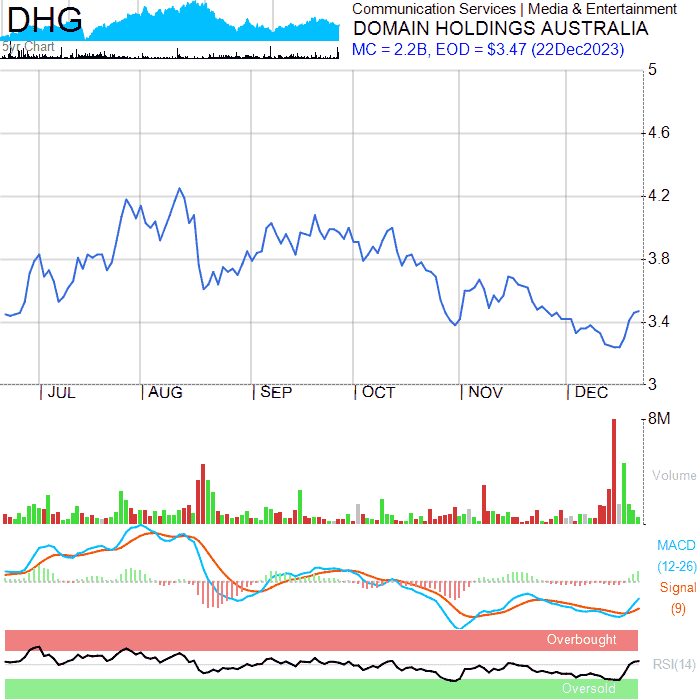 DHG
5yr Chart
Communication Services | Media & Entertainment
DOMAIN HOLDINGS AUSTRALIA
MC = 2.2B, EOD = $3.47 (22Dec2023)
5
4.6
4.2
3.8
3.4
3
JUL AUG SEP OCT NOV DEC
8M
Volume
MACD
(12-26)
Signal
(9)
Overbought
RSI(14)
Oversold